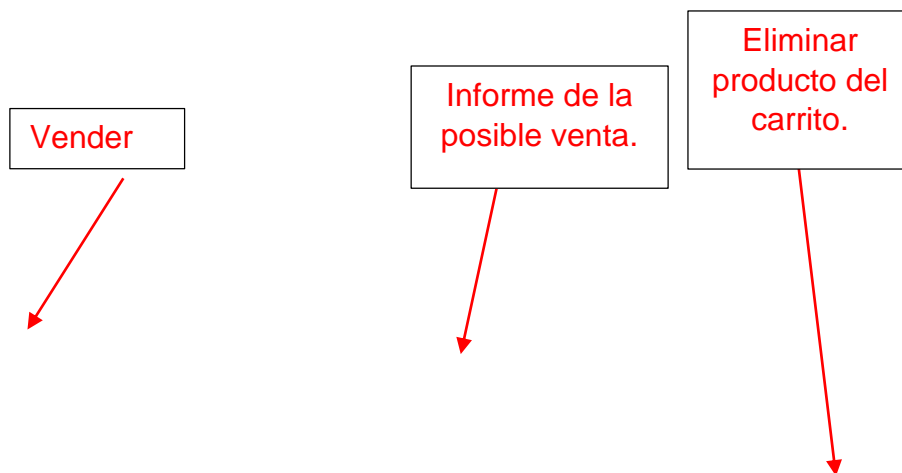 Vender
Informe de la
posible venta.
Eliminar
producto del
carrito.